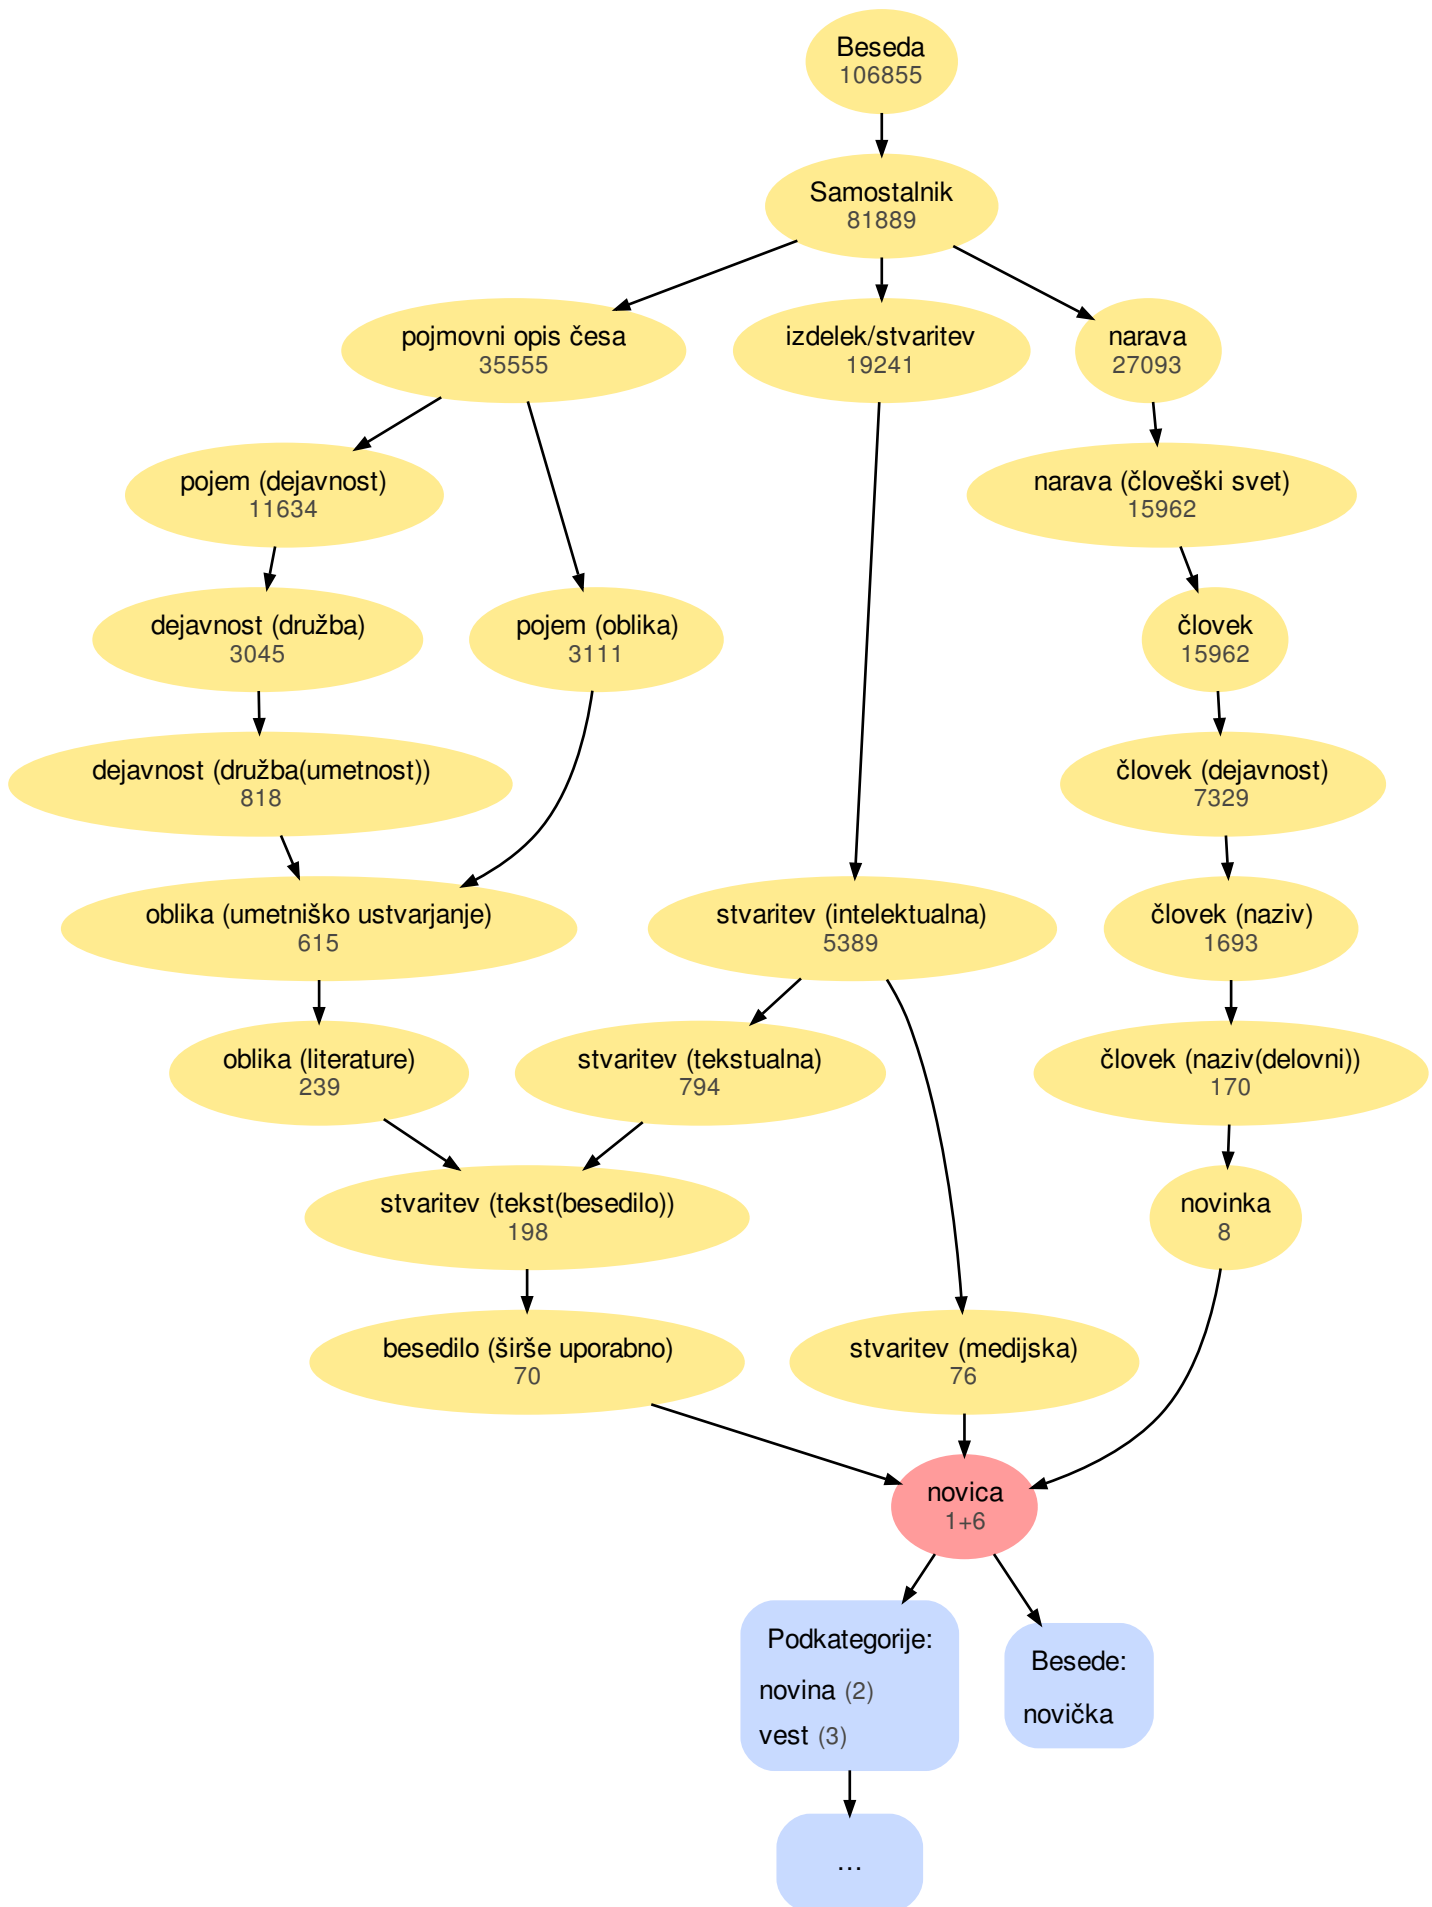 Beseda
106855
Samostalnik
81889
pojmovni opis česa
35555
izdelek/stvaritev
19241
narava
27093
pojem (dejavnost)
11634
narava (človeški svet)
15962
dejavnost (družba)
3045
pojem (oblika)
3111
človek
15962
dejavnost (družba(umetnost))
818
človek (dejavnost)
7329
oblika (umetniško ustvarjanje)
615
stvaritev (intelektualna)
5389
človek (naziv)
1693
oblika (literature)
239
stvaritev (tekstualna)
794
človek (naziv(delovni))
170
stvaritev (tekst(besedilo))
198
novinka
8
besedilo (širše uporabno)
70
stvaritev (medijska)
76
novica
1+6
Podkategorije:
novina (2)
vest (3)
Besede:
novička
...